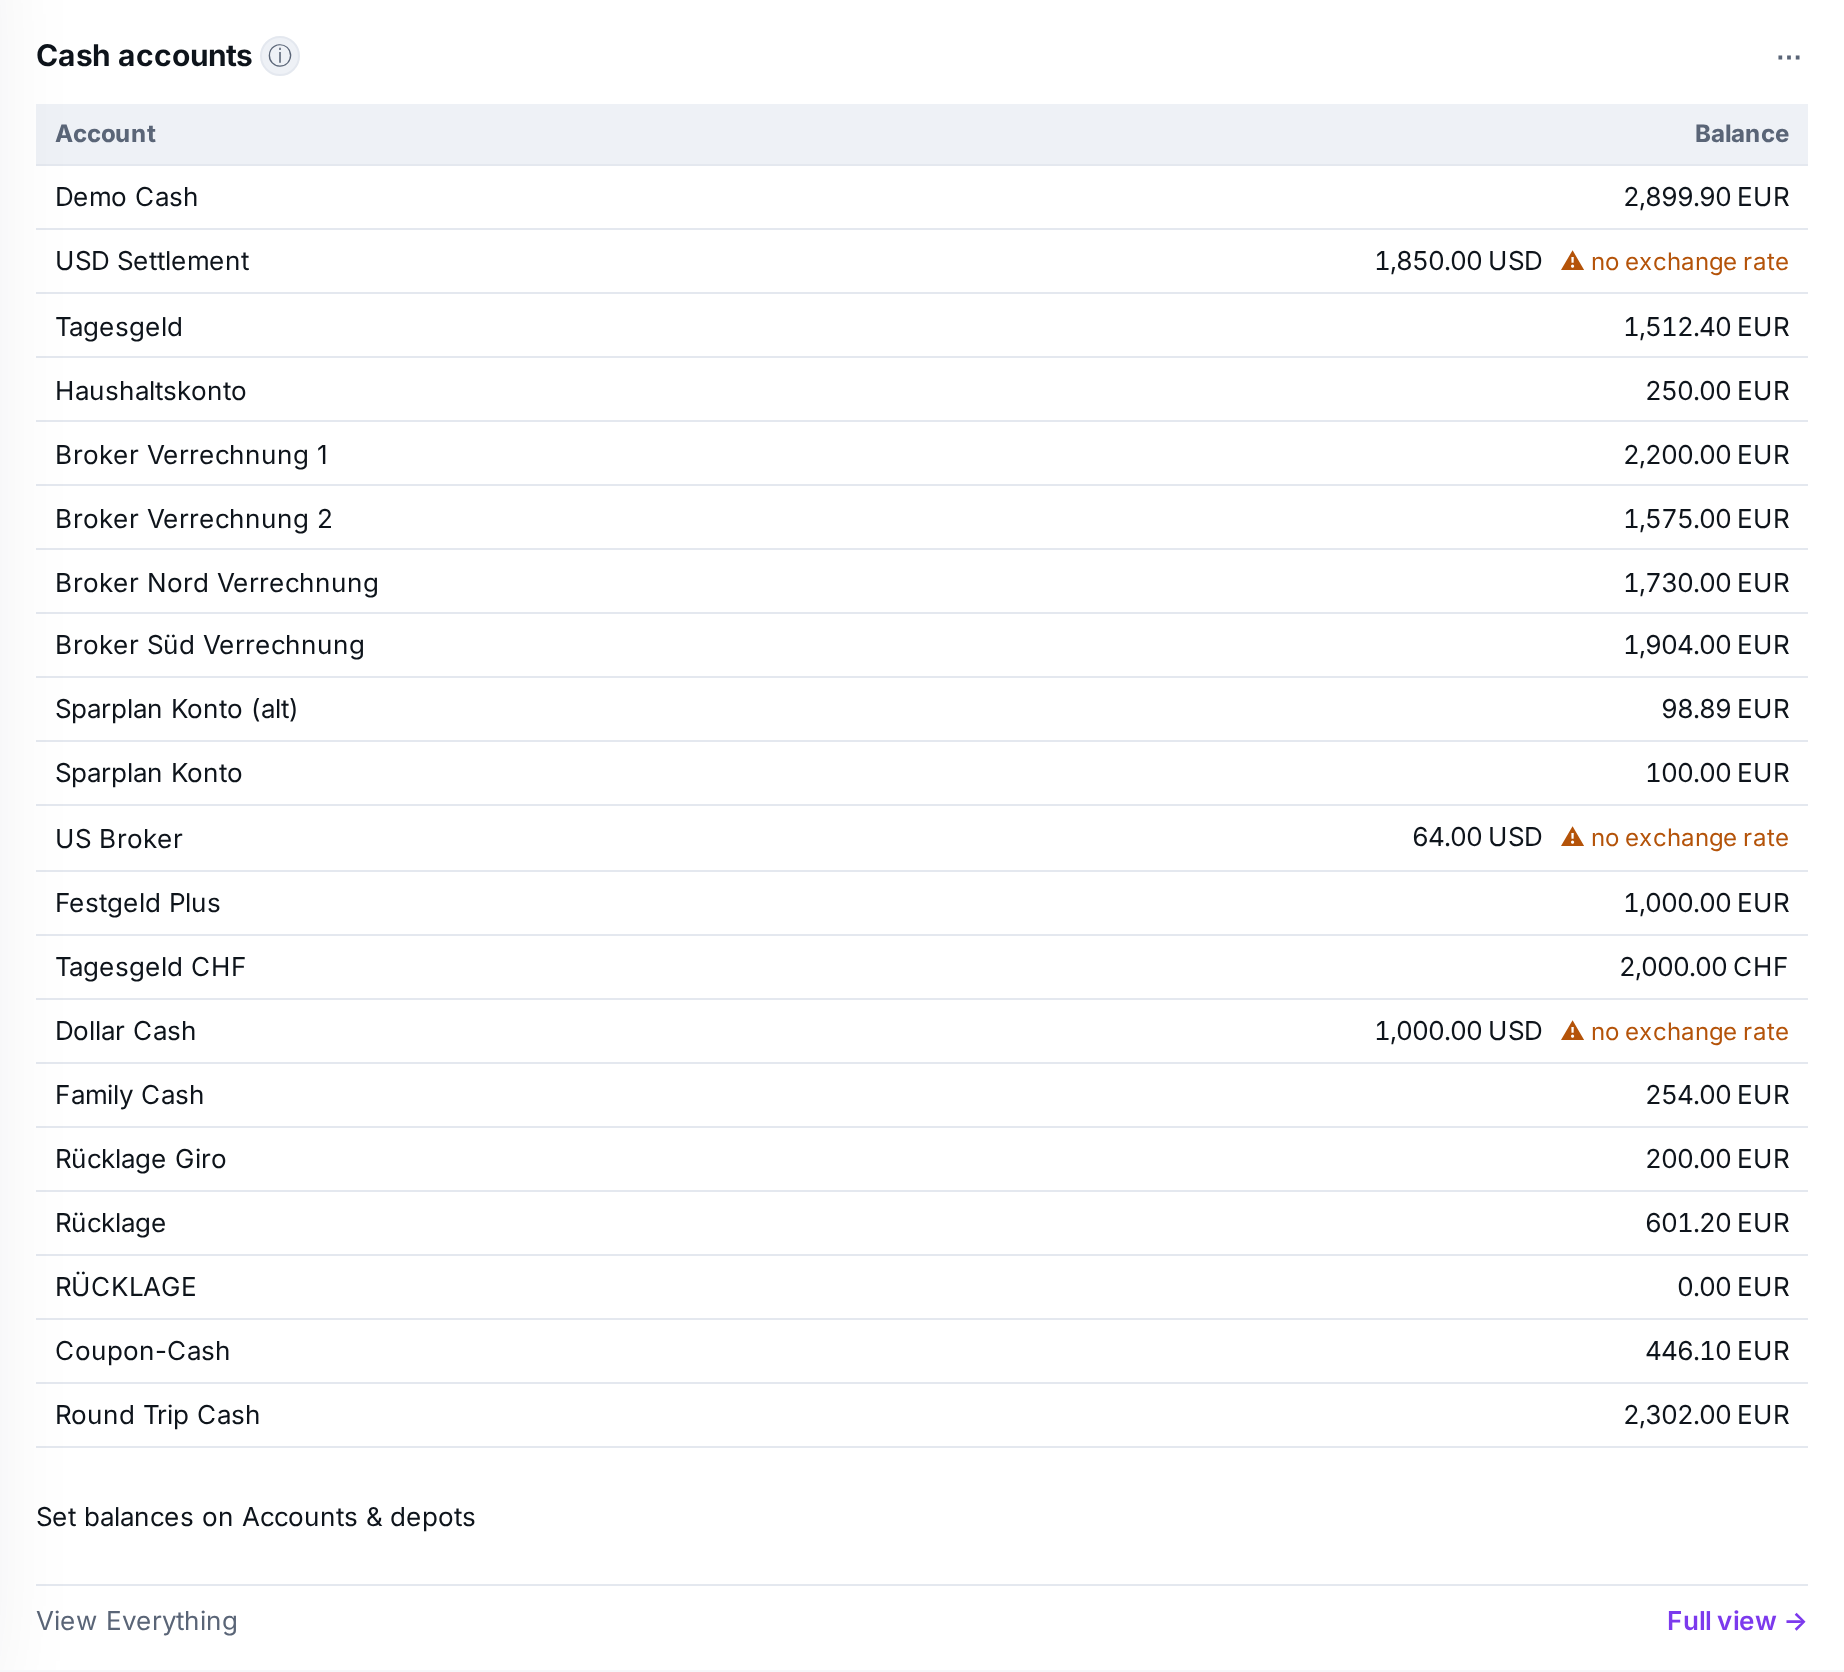 Cash accounts ⓘ ...
Account Balance
Demo Cash 2,899.90 EUR
USD Settlement 1,850.00 USD ⚠ no exchange rate
Tagesgeld 1,512.40 EUR
Haushaltskonto 250.00 EUR
Broker Verrechnung 1 2,200.00 EUR
Broker Verrechnung 2 1,575.00 EUR
Broker Nord Verrechnung 1,730.00 EUR
Broker Süd Verrechnung 1,904.00 EUR
Sparplan Konto (alt) 98.89 EUR
Sparplan Konto 100.00 EUR
US Broker 64.00 USD ⚠ no exchange rate
Festgeld Plus 1,000.00 EUR
Tagesgeld CHF 2,000.00 CHF
Dollar Cash 1,000.00 USD ⚠ no exchange rate
Family Cash 254.00 EUR
Rücklage Giro 200.00 EUR
Rücklage 601.20 EUR
RÜCKLAGE 0.00 EUR
Coupon-Cash 446.10 EUR
Round Trip Cash 2,302.00 EUR
Set balances on Accounts & depots
View Everything Full view →